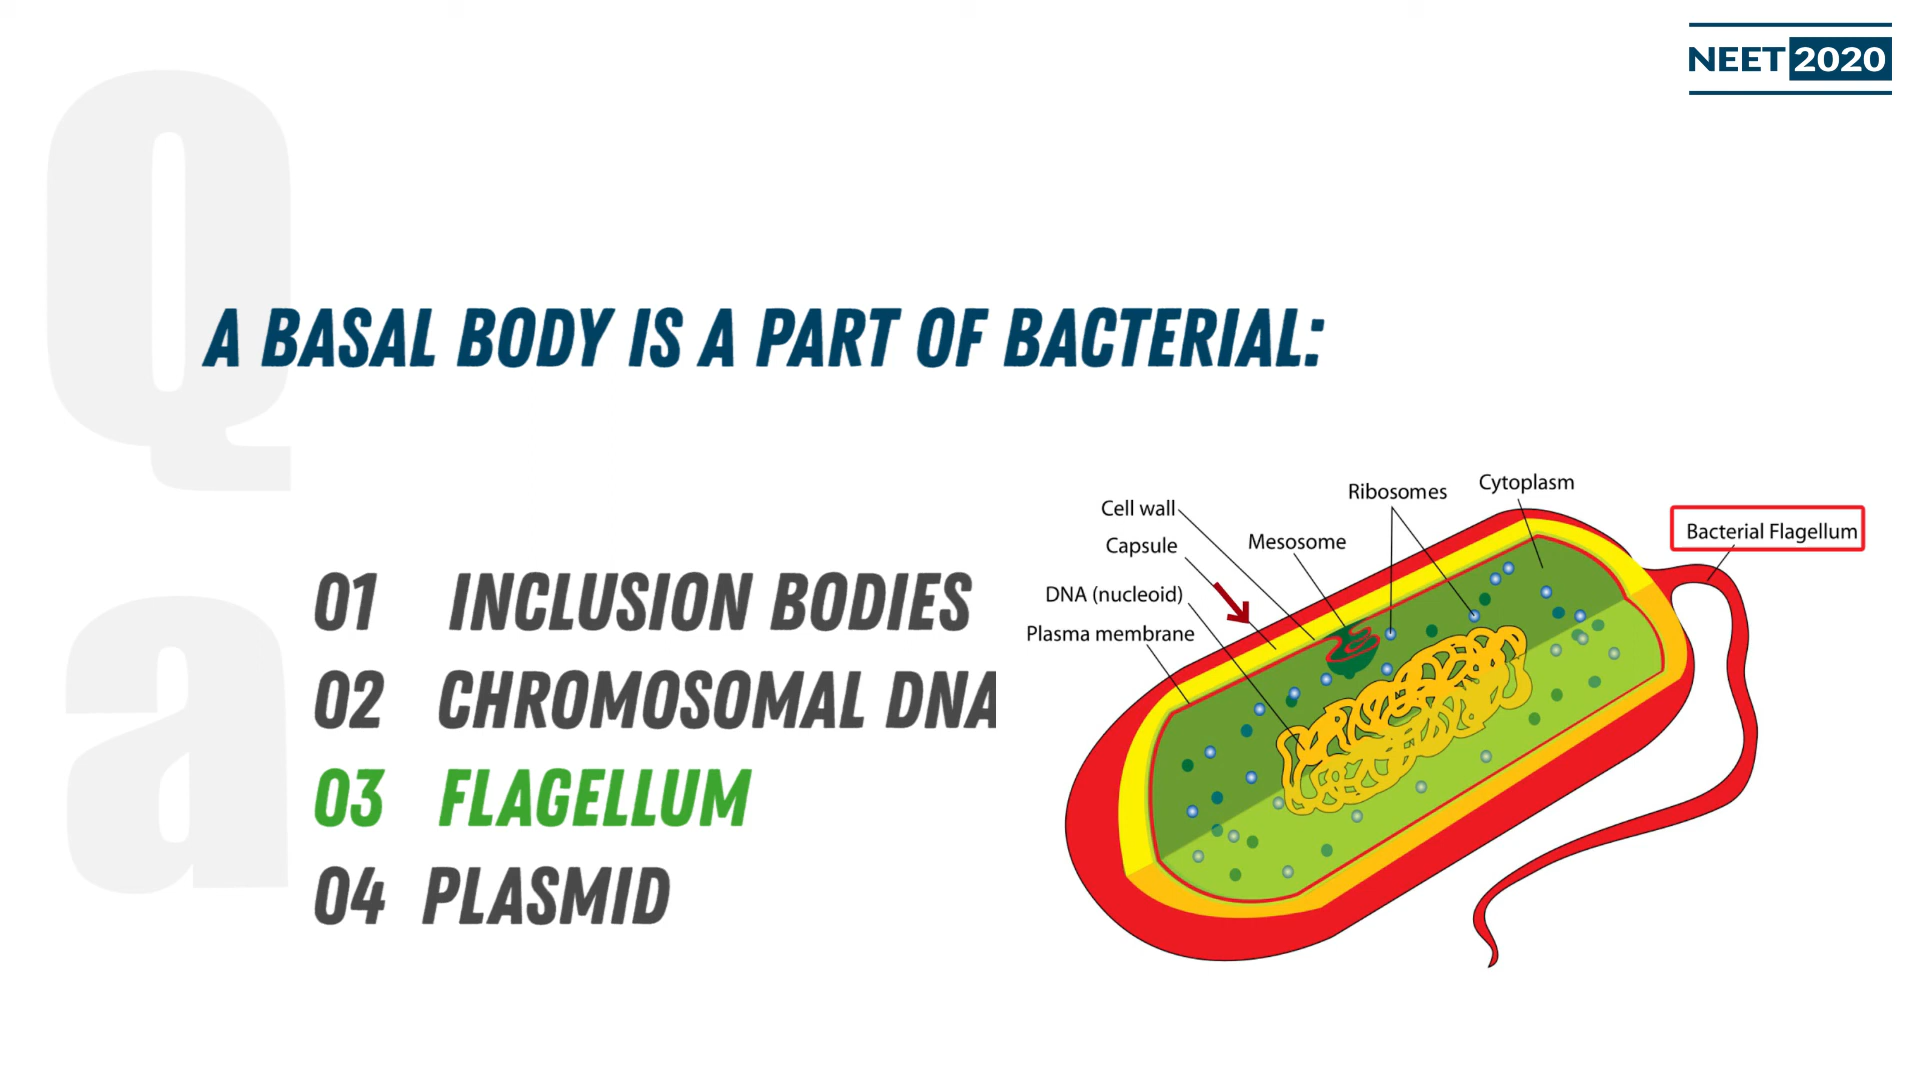 NEET 2020
Q
A BASAL BODY IS A PART OF BACTERIAL:
a
01 INCLUSION BODIES
02 CHROMOSOMAL DNA
03 FLAGELLUM
04 PLASMID
Cytoplasm
Ribosomes
Cell wall
Bacterial Flagellum
Capsule
Mesosome
DNA (nucleoid)
Plasma membrane